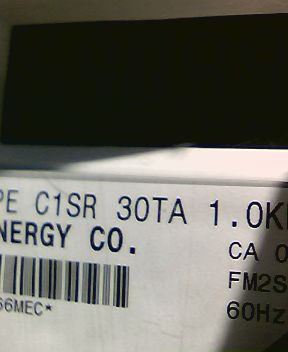 PE C1SR 30TA 1.0K
NERGY CO.
CA 0
FM2S
66MEC*
60Hz